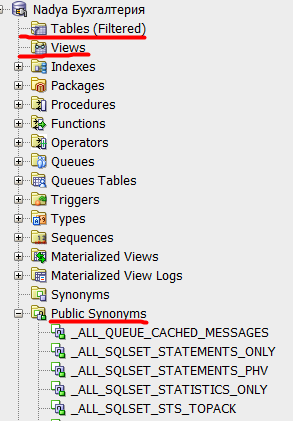 Nadya Бухгалтерия
Tables (Filtered)
Views
Indexes
Packages
Procedures
Functions
Operators
Queues
Queues Tables
Triggers
Types
Sequences
Materialized Views
Materialized View Logs
Synonyms
Public Synonyms
_ALL_QUEUE_CACHED_MESSAGES
_ALL_SQLSET_STATEMENTS_ONLY
_ALL_SQLSET_STATEMENTS_PHV
_ALL_SQLSET_STATISTICS_ONLY
_ALL_SQLSET_STS_TOPACK